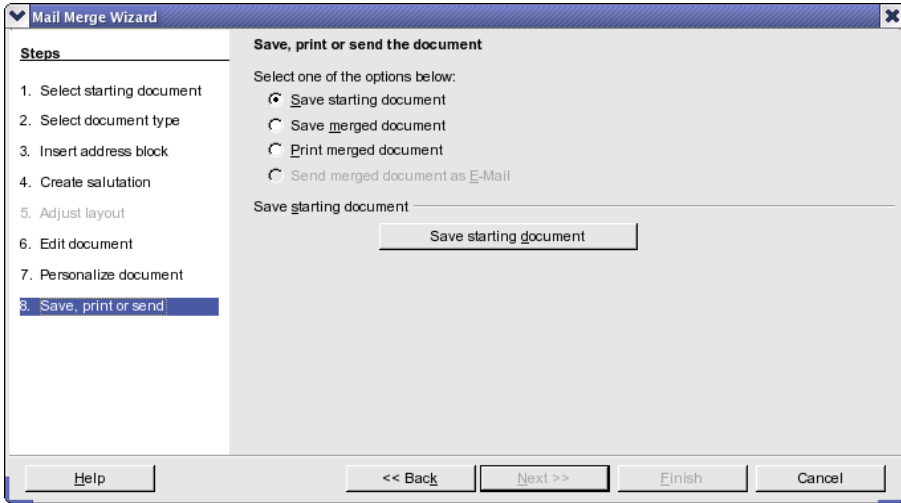 Mail Merge Wizard
Steps
1. Select starting document
2. Select document type
3. Insert address block
4. Create salutation
5. Adjust layout
6. Edit document
7. Personalize document
8. Save, print or send
Save, print or send the document
Select one of the options below:
Save starting document
Save merged document
Print merged document
Send merged document as E-Mail
Save starting document
Save starting document
Help
<< Back
Next >>
Finish
Cancel